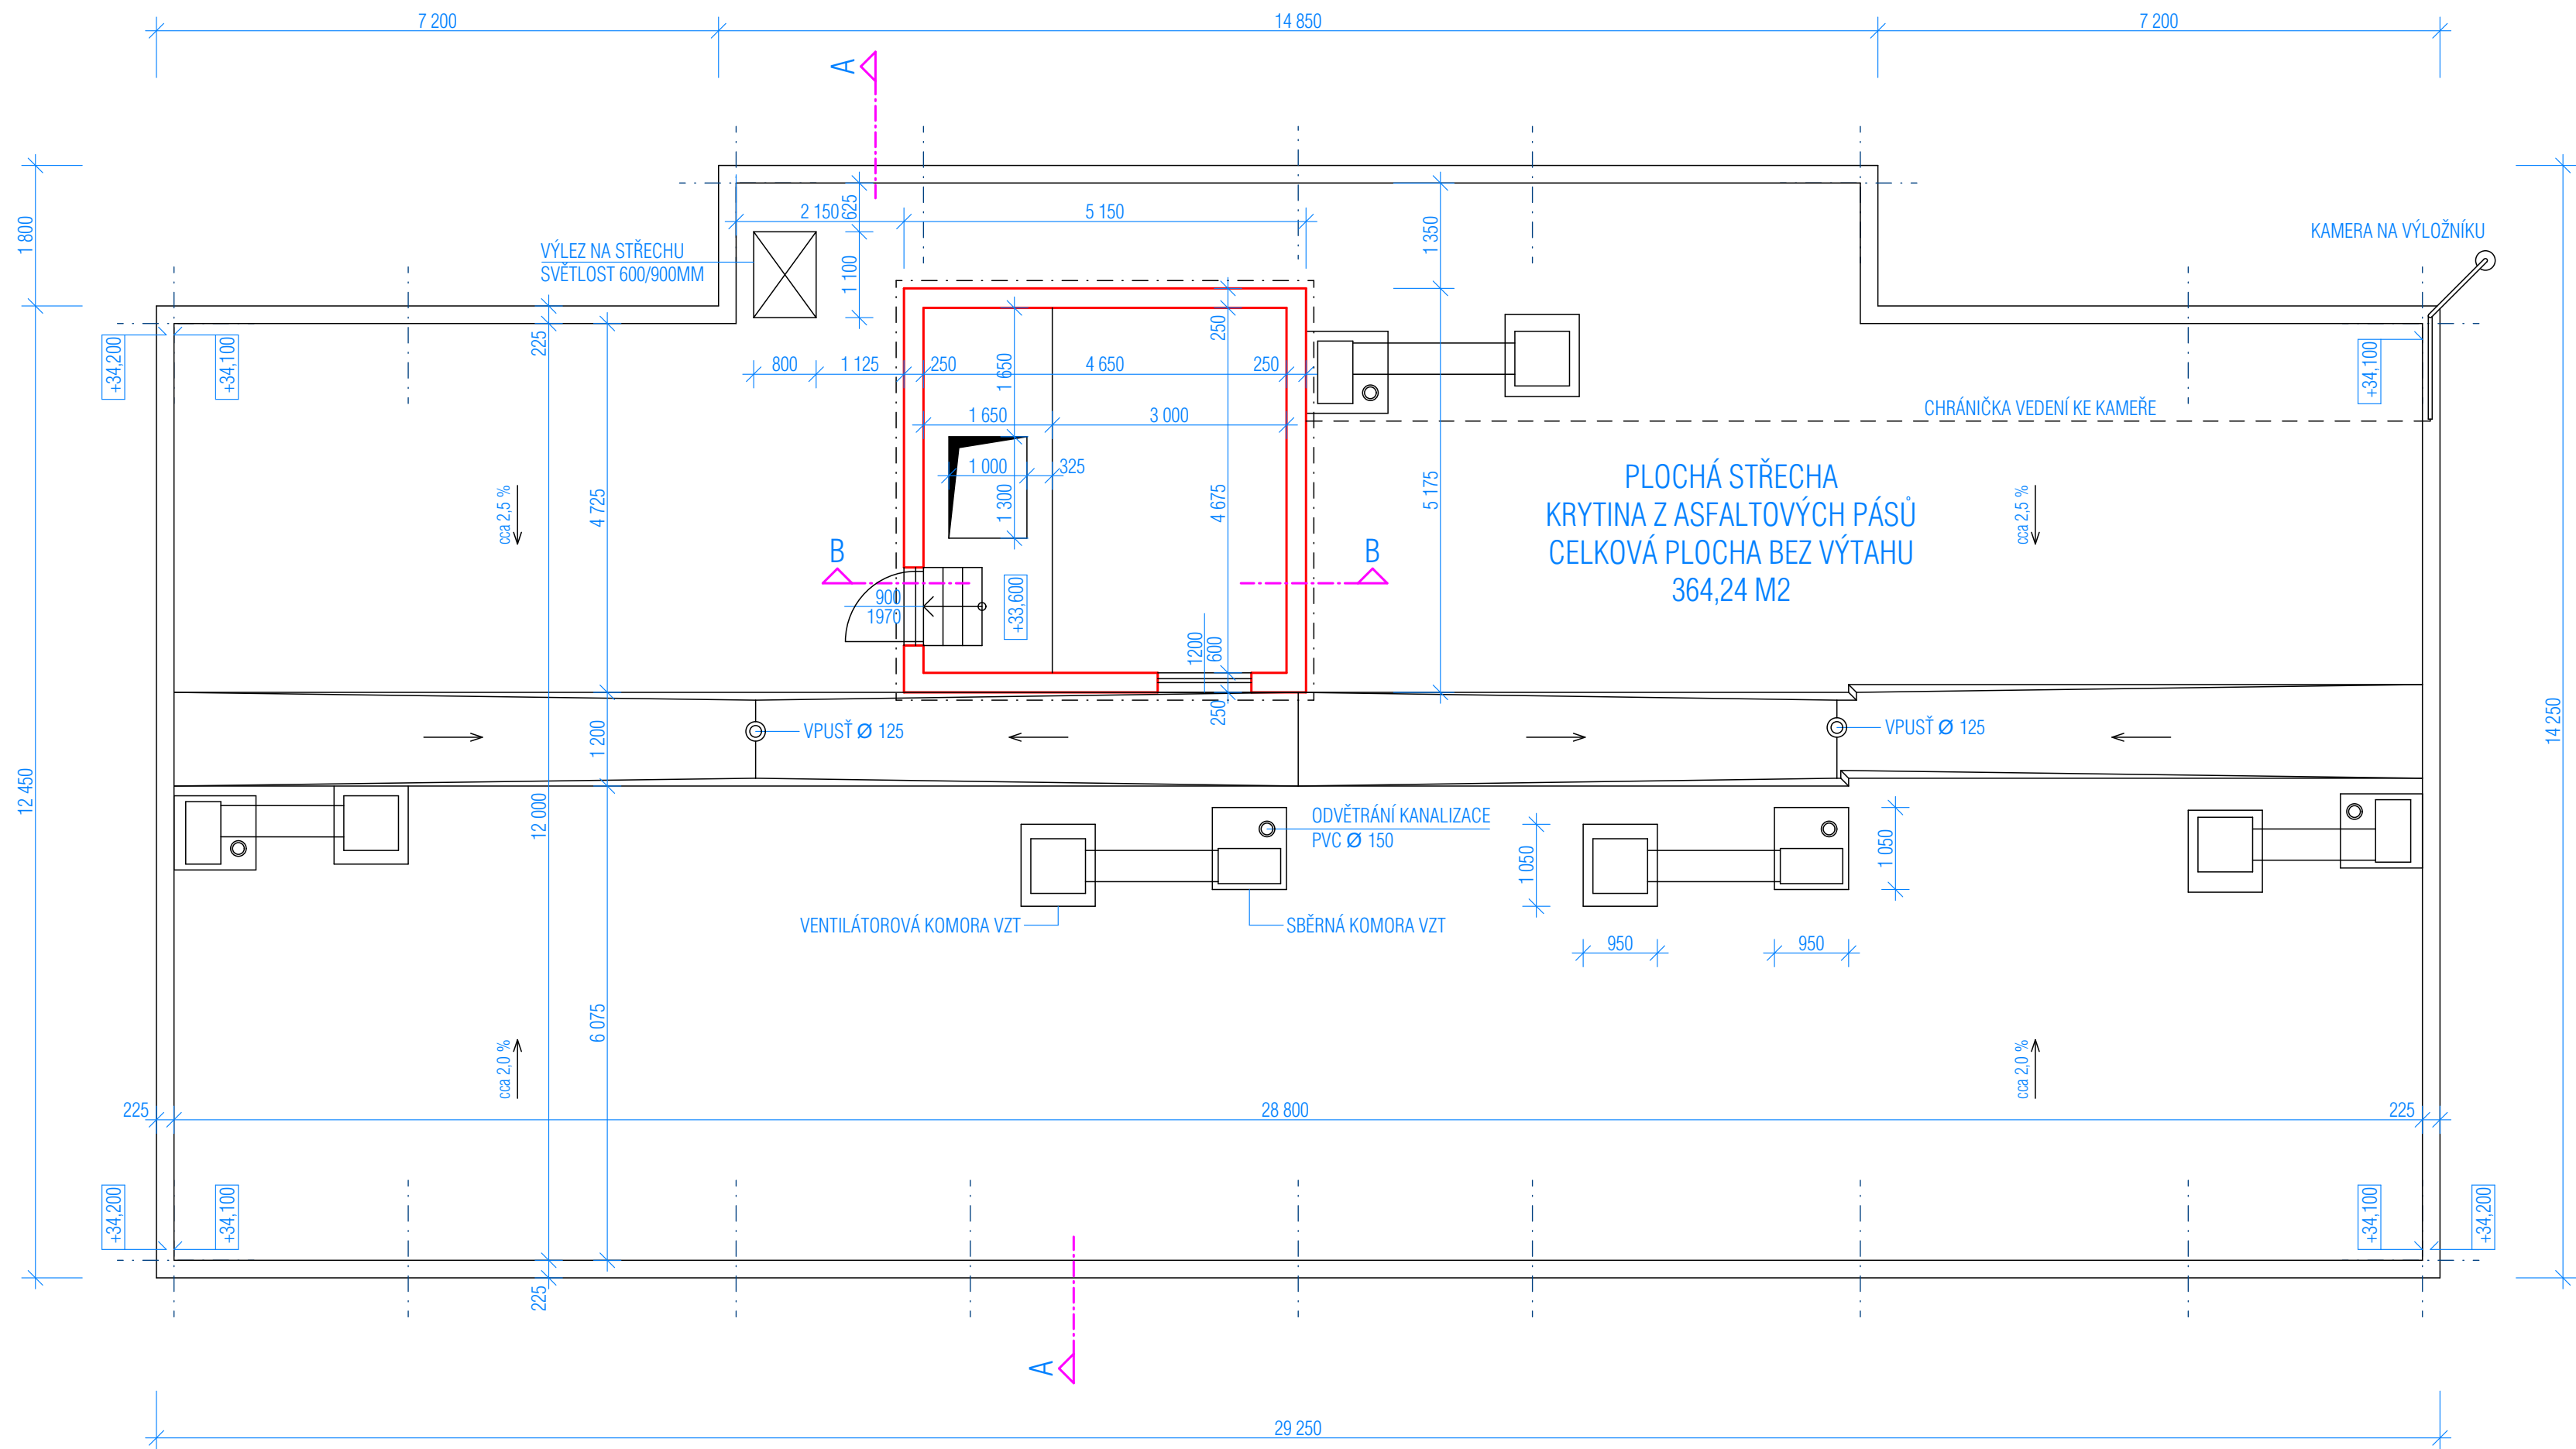 7 200
14 850
7 200
A
2 150
625
5 150
1 350
1 800
KAMERA NA VÝLOŽNÍKU
VÝLEZ NA STŘECHU
SVĚTLOST 600/900MM
1 100
225
250
+34,200
+34,100
+34,100
800
1 125
250
1 650
4 650
250
1 650
3 000
CHRÁNIČKA VEDENÍ KE KAMEŘE
1 000
325
1 300
4 675
5 175
PLOCHÁ STŘECHA
KRYTINA Z ASFALTOVÝCH PÁSŮ
CELKOVÁ PLOCHA BEZ VÝTAHU
364,24 M2
cca 2,5 %
4 725
cca 2,5 %
B
B
900
1970
+33,600
1200
600
250
1 200
VPUSŤ Ø 125
VPUSŤ Ø 125
14 250
12 450
12 000
ODVĚTRÁNÍ KANALIZACE
PVC Ø 150
1 050
1 050
VENTILÁTOROVÁ KOMORA VZT
SBĚRNÁ KOMORA VZT
950
950
6 075
cca 2,0 %
cca 2,0 %
225
28 800
225
+34,200
+34,100
+34,100
+34,200
225
A
29 250